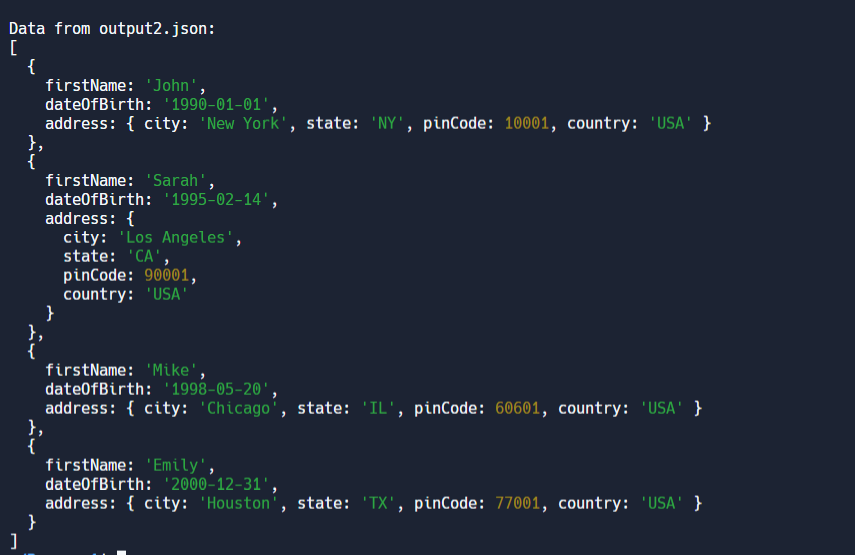 Data from output2.json:
[
  {
    firstName: 'John',
    dateOfBirth: '1990-01-01',
    address: { city: 'New York', state: 'NY', pinCode: 10001, country: 'USA' }
  },
  {
    firstName: 'Sarah',
    dateOfBirth: '1995-02-14',
    address: {
      city: 'Los Angeles',
      state: 'CA',
      pinCode: 90001,
      country: 'USA'
    }
  },
  {
    firstName: 'Mike',
    dateOfBirth: '1998-05-20',
    address: { city: 'Chicago', state: 'IL', pinCode: 60601, country: 'USA' }
  },
  {
    firstName: 'Emily',
    dateOfBirth: '2000-12-31',
    address: { city: 'Houston', state: 'TX', pinCode: 77001, country: 'USA' }
  }
]